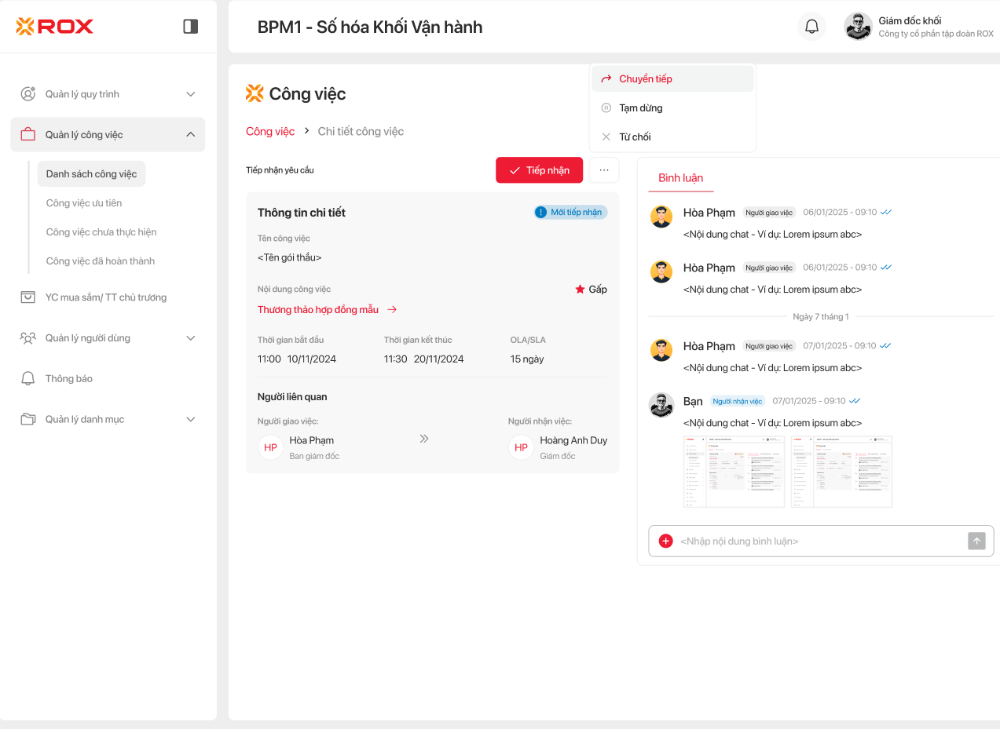 ROX
BPM1 - Số hóa Khối Vận hành
Giám đốc khối
Công ty cổ phần tập đoàn ROX
Quản lý quy trình
Quản lý công việc
Danh sách công việc
Công việc ưu tiên
Công việc chưa thực hiện
Công việc đã hoàn thành
YC mua sắm/ TT chủ trương
Quản lý người dùng
Thông báo
Quản lý danh mục
Công việc
Công việc > Chi tiết công việc
Chuyển tiếp
Tạm dừng
Từ chối
Tiếp nhận yêu cầu
Tiếp nhận
...
Thông tin chi tiết
Mới tiếp nhận
Tên công việc
<Tên gói thầu>
Nội dung công việc
Gấp
Thương thảo hợp đồng mẫu
Thời gian bắt đầu Thời gian kết thúc OLA/SLA
11:00 10/11/2024 11:30 20/11/2024 15 ngày
Người liên quan
Người giao việc: Người nhận việc:
HP Hòa Phạm
Ban giám đốc
HP Hoàng Anh Duy
Giám đốc
Bình luận
Hòa Phạm Người giao việc 06/01/2025 - 09:10
<Nội dung chat - Ví dụ: Lorem ipsum abc>
Hòa Phạm Người giao việc 06/01/2025 - 09:10
<Nội dung chat - Ví dụ: Lorem ipsum abc>
Ngày 7 tháng 1
Hòa Phạm Người giao việc 07/01/2025 - 09:10
<Nội dung chat - Ví dụ: Lorem ipsum abc>
Bạn Người nhận việc 07/01/2025 - 09:10
<Nội dung chat - Ví dụ: Lorem ipsum abc>
<Nhập nội dung bình luận>